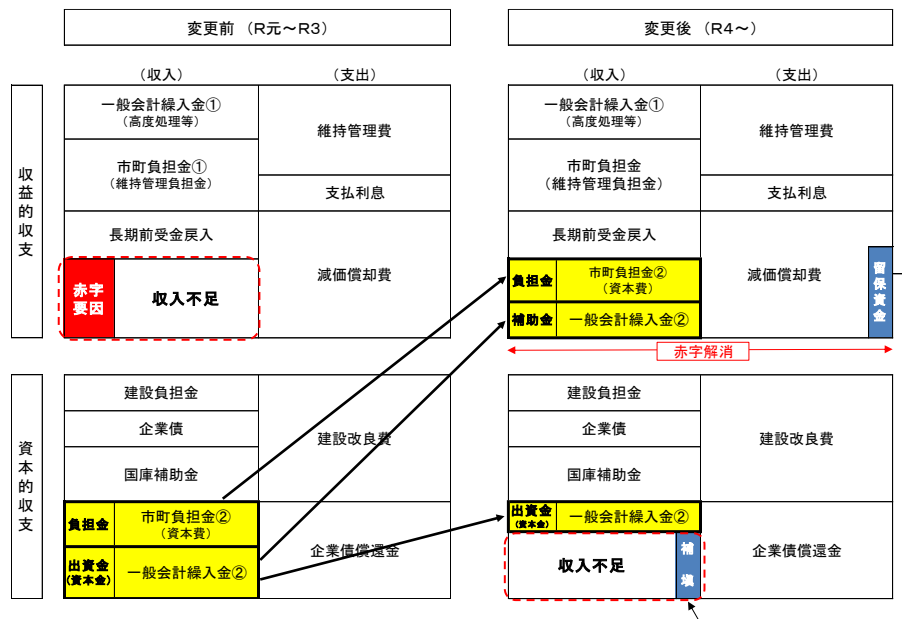 変更前 （R元～R3）
変更後 （R4～）
（収入）
（支出）
（収入）
（支出）
収益的収支
一般会計繰入金①
（高度処理等）
市町負担金①
（維持管理負担金）
長期前受金戻入
赤字
要因
収入不足
維持管理費
支払利息
減価償却費
一般会計繰入金①
（高度処理等）
市町負担金
（維持管理負担金）
長期前受金戻入
負担金
市町負担金②
（資本費）
補助金
一般会計繰入金②
維持管理費
支払利息
減価償却費
留保資金
赤字解消
資本的収支
建設負担金
企業債
国庫補助金
負担金
市町負担金②
（資本費）
出資金
（資本金）
一般会計繰入金②
建設改良費
企業債償還金
建設負担金
企業債
国庫補助金
出資金
（資本金）
一般会計繰入金②
収入不足
補塡
建設改良費
企業債償還金